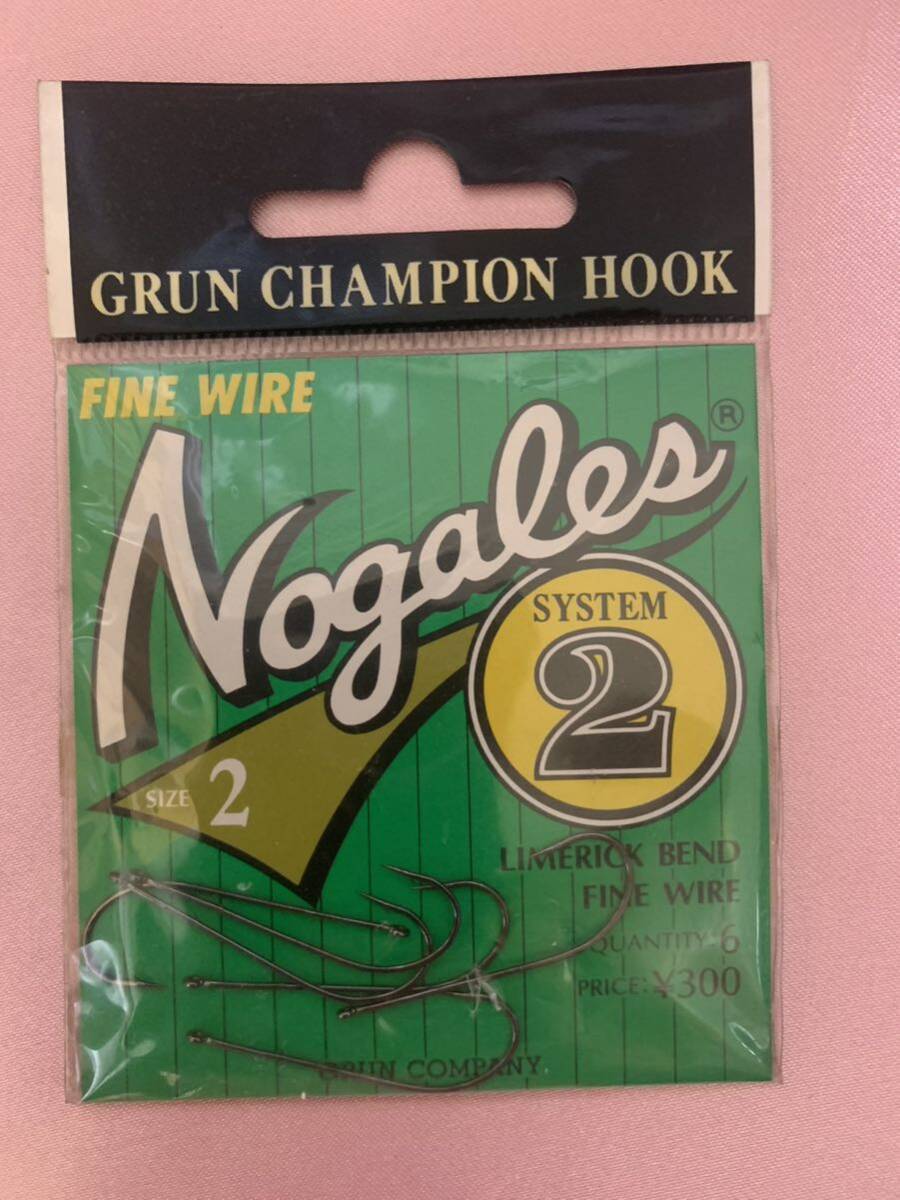 GRUN CHAMPION HOOK
FINE WIRE
Nogales®
SYSTEM
2
SIZE 2
LIMERICK BEND
FINE WIRE
QUANTITY: 6
PRICE: ¥300
GRUN COMPANY